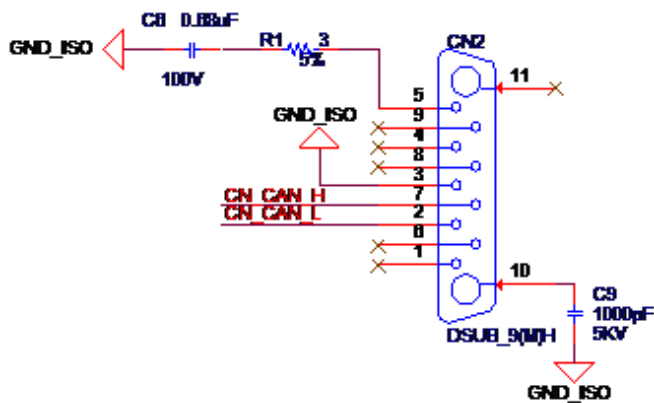 C8 0.68uF
GND_ISO
R1 3
5%
100V
CN2
11
5
9
GND_ISO
4
8
3
CN_CAN_H 7
CN_CAN_L 2
6
1
10
C9
1000pF
5KV
DSUB_9(M)H
GND_ISO